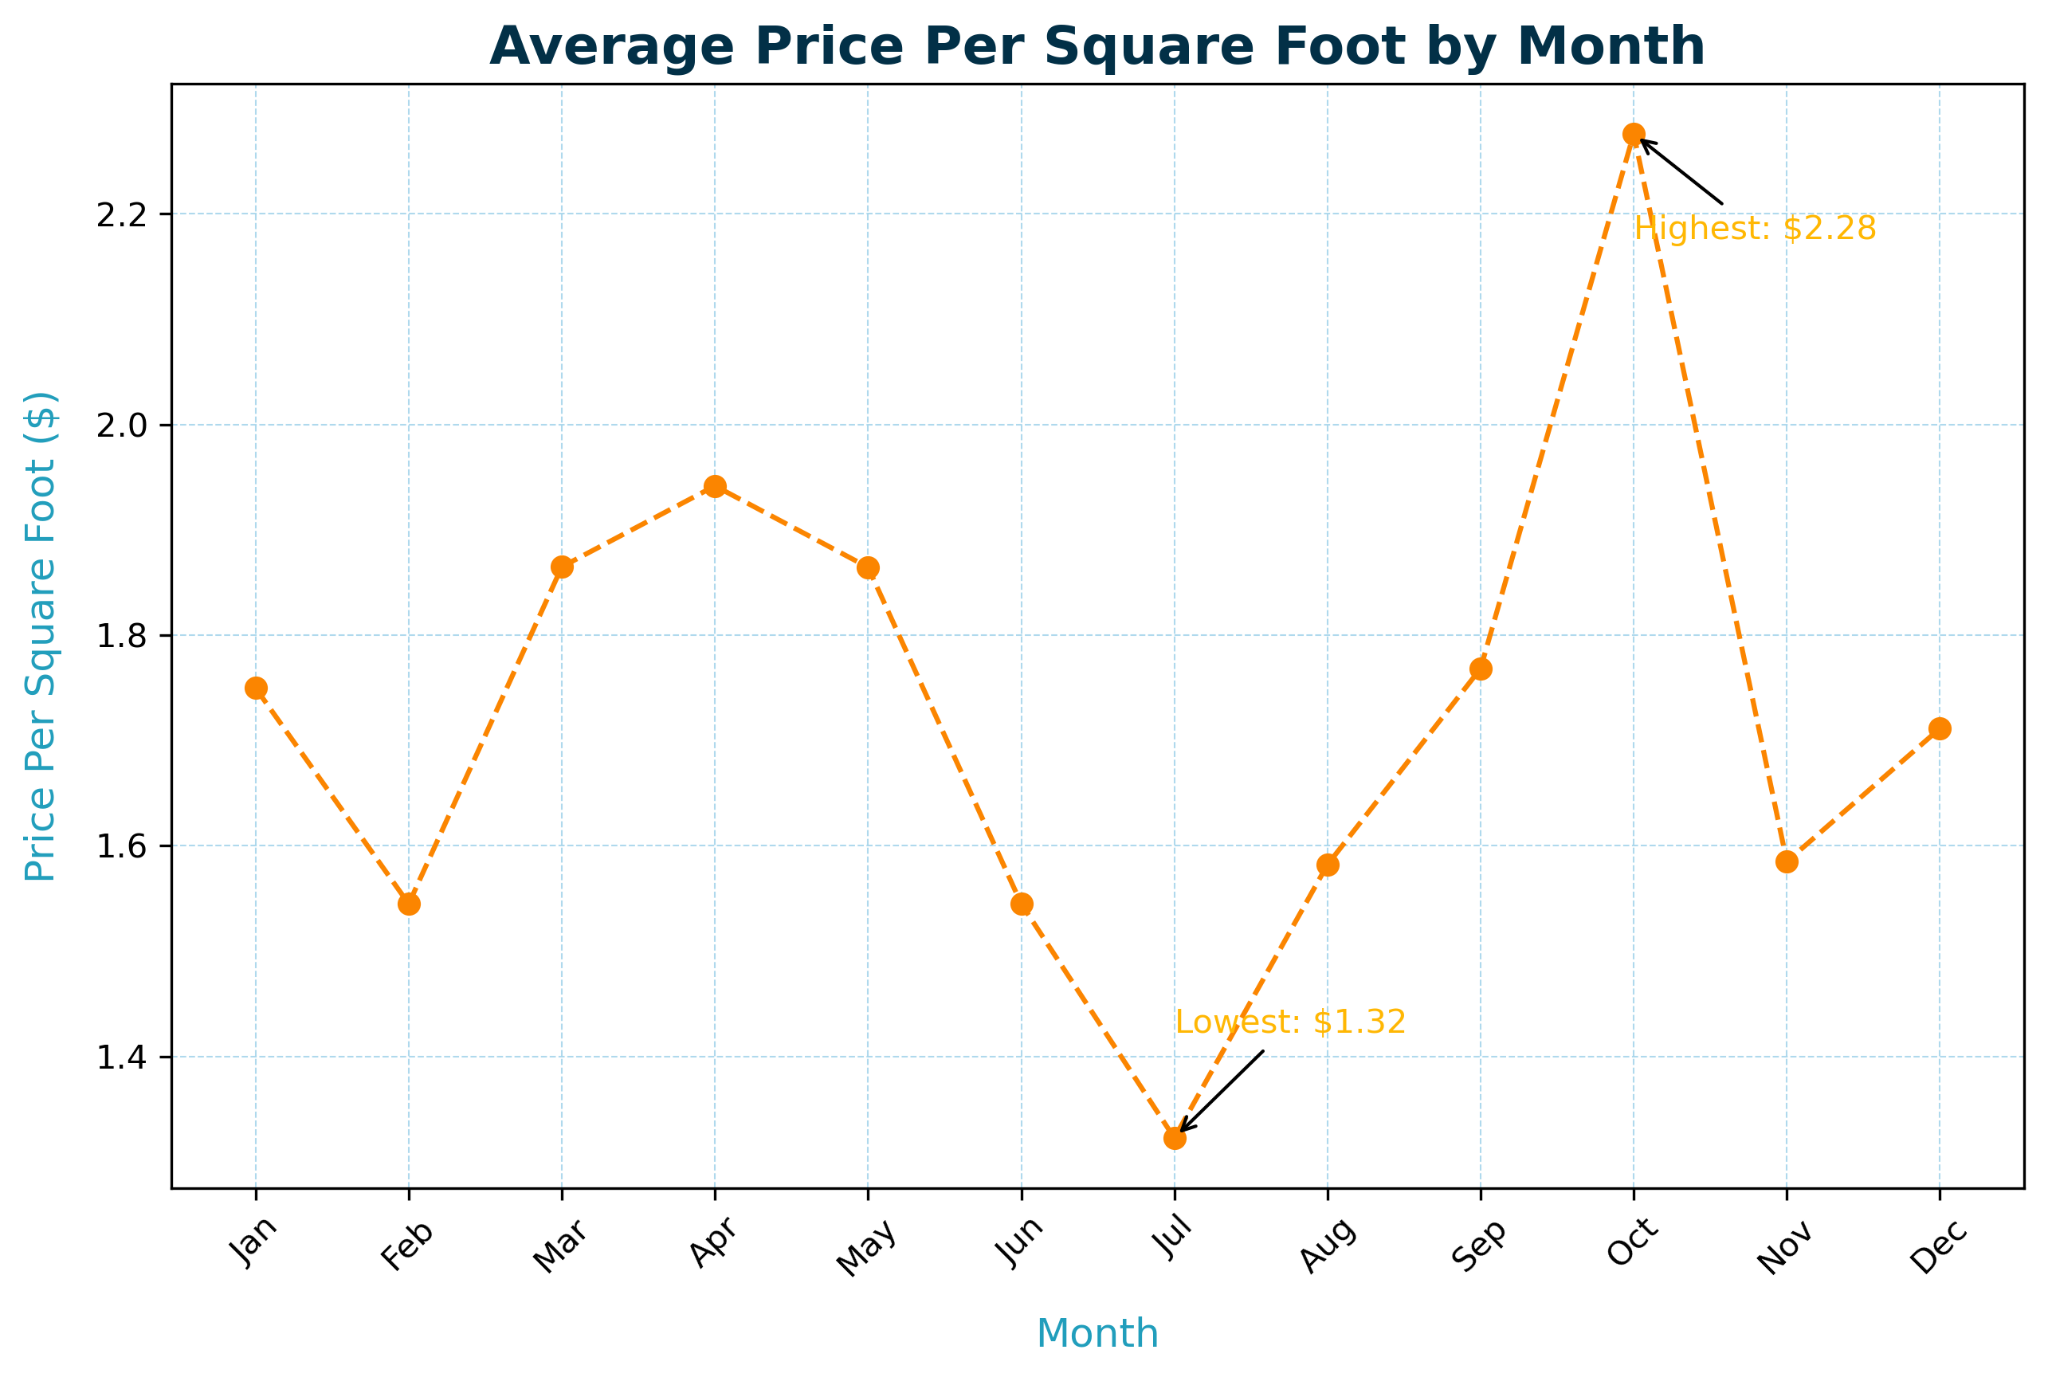 Average Price Per Square Foot by Month
Price Per Square Foot ($)
2.2
2.0
1.8
1.6
1.4
Highest: $2.28
Lowest: $1.32
Jan
Feb
Mar
Apr
May
Jun
Jul
Aug
Sep
Oct
Nov
Dec
Month